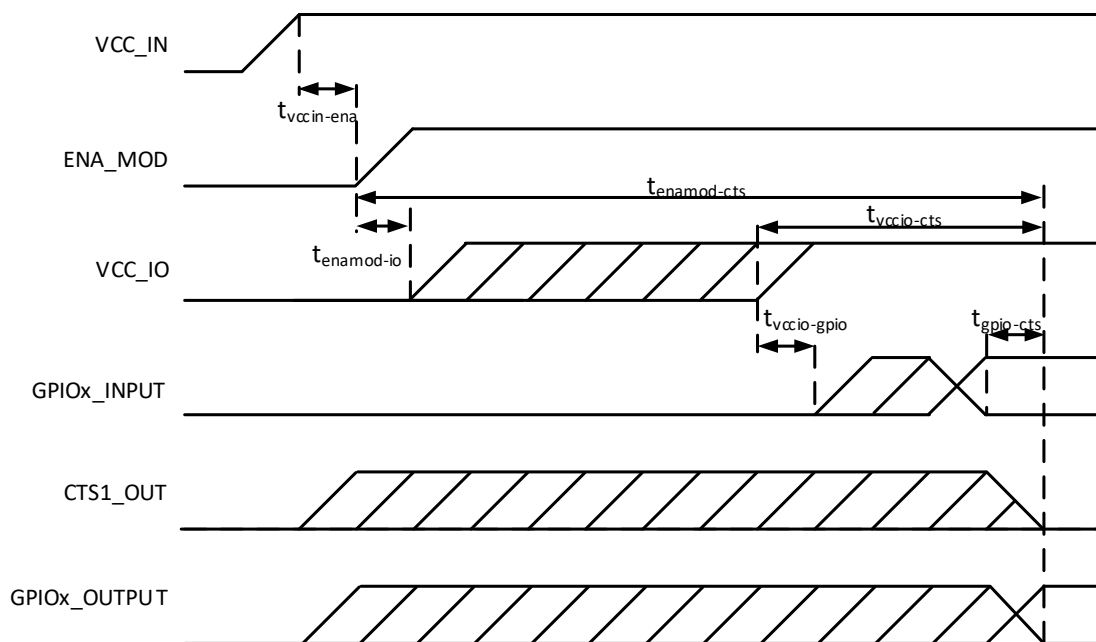 VCC_IN
tvccin-ena
ENA_MOD
tenamod-cts
tvccio-cts
tenamod-io
VCC_IO
tvccio-gpio
tgpio-cts
GPIOx_INPUT
CTS1_OUT
GPIOx_OUTPUT